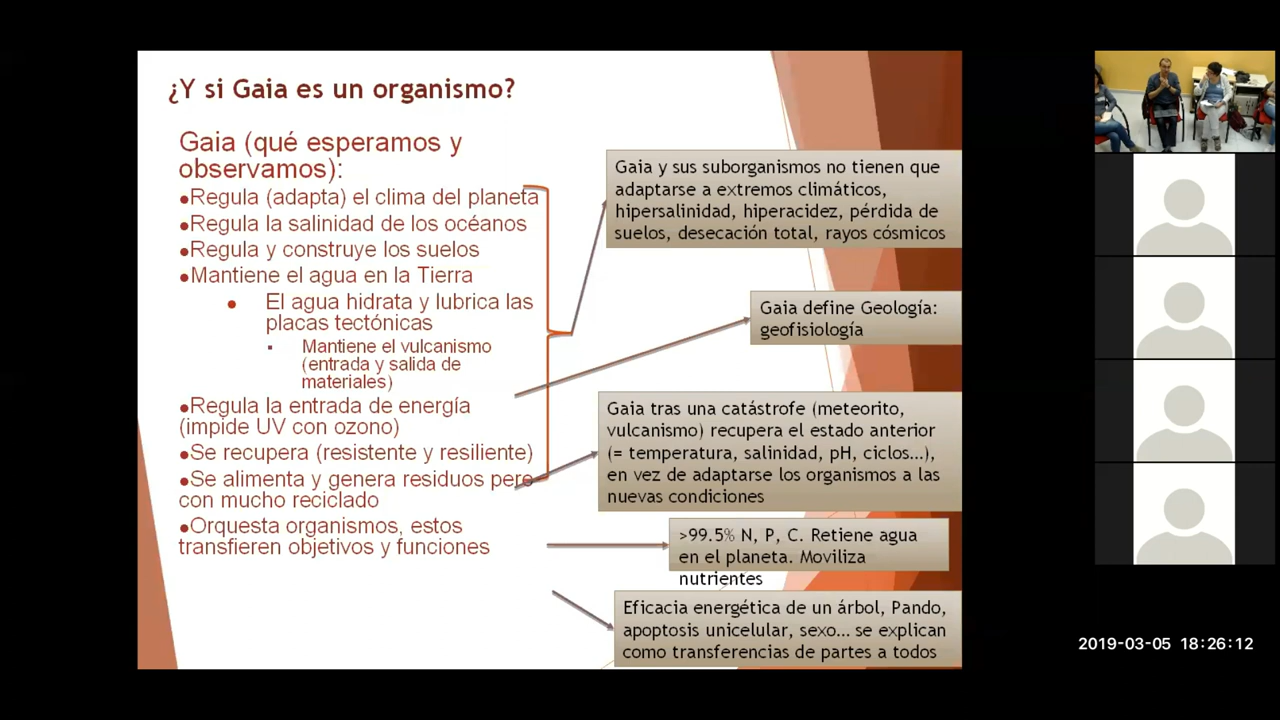 ¿Y si Gaia es un organismo?
Gaia (qué esperamos y
observamos):
●Regula (adapta) el clima del planeta
●Regula la salinidad de los océanos
●Regula y construye los suelos
●Mantiene el agua en la Tierra
● El agua hidrata y lubrica las
placas tectónicas
▪ Mantiene el vulcanismo
(entrada y salida de
materiales)
●Regula la entrada de energía
(impide UV con ozono)
●Se recupera (resistente y resiliente)
●Se alimenta y genera residuos pero
con mucho reciclado
●Orquesta organismos, estos
transfieren objetivos y funciones
Gaia y sus suborganismos no tienen que
adaptarse a extremos climáticos,
hipersalinidad, hiperacidez, pérdida de
suelos, desecación total, rayos cósmicos
Gaia define Geología:
geofisiología
Gaia tras una catástrofe (meteorito,
vulcanismo) recupera el estado anterior
(= temperatura, salinidad, pH, ciclos…),
en vez de adaptarse los organismos a las
nuevas condiciones
>99.5% N, P, C. Retiene agua
en el planeta. Moviliza
nutrientes
Eficacia energética de un árbol, Pando,
apoptosis unicelular, sexo… se explican
como transferencias de partes a todos
2019-03-05 18:26:12